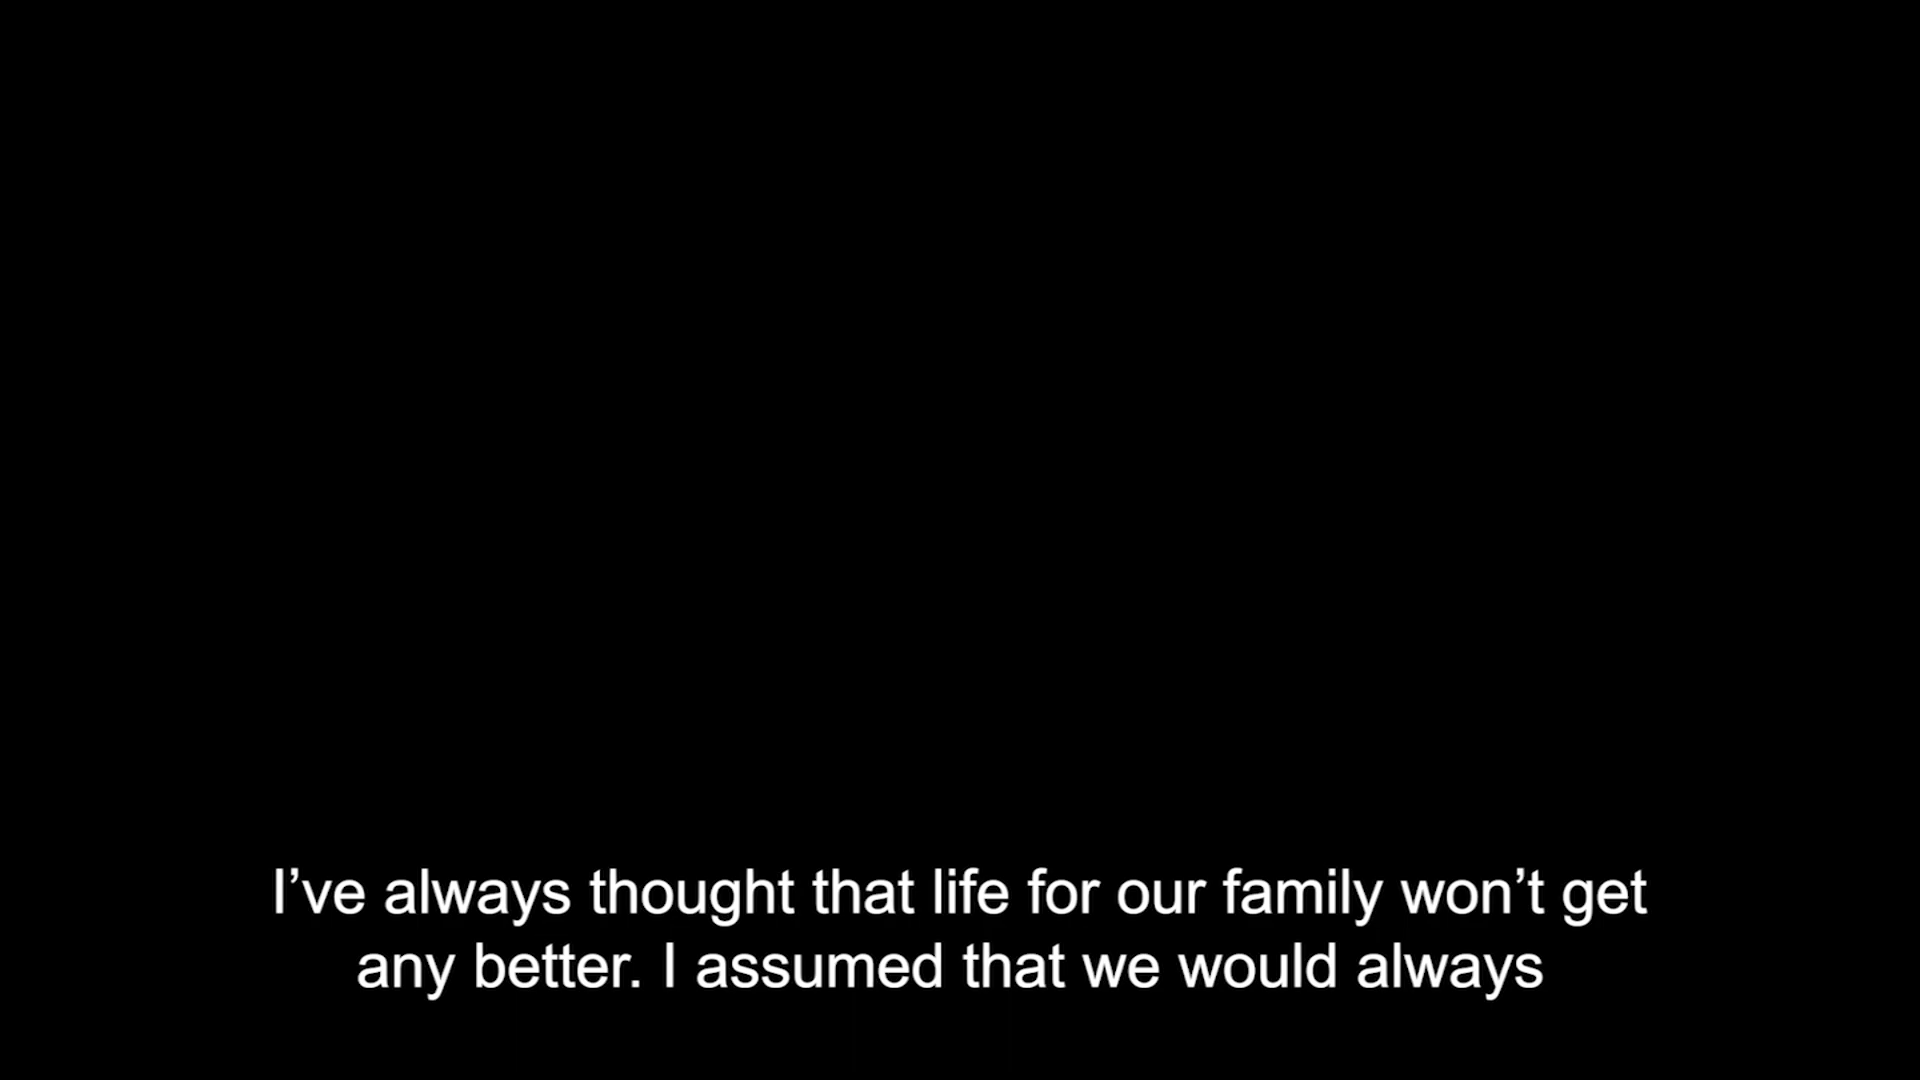 I’ve always thought that life for our family won’t get
any better. I assumed that we would always